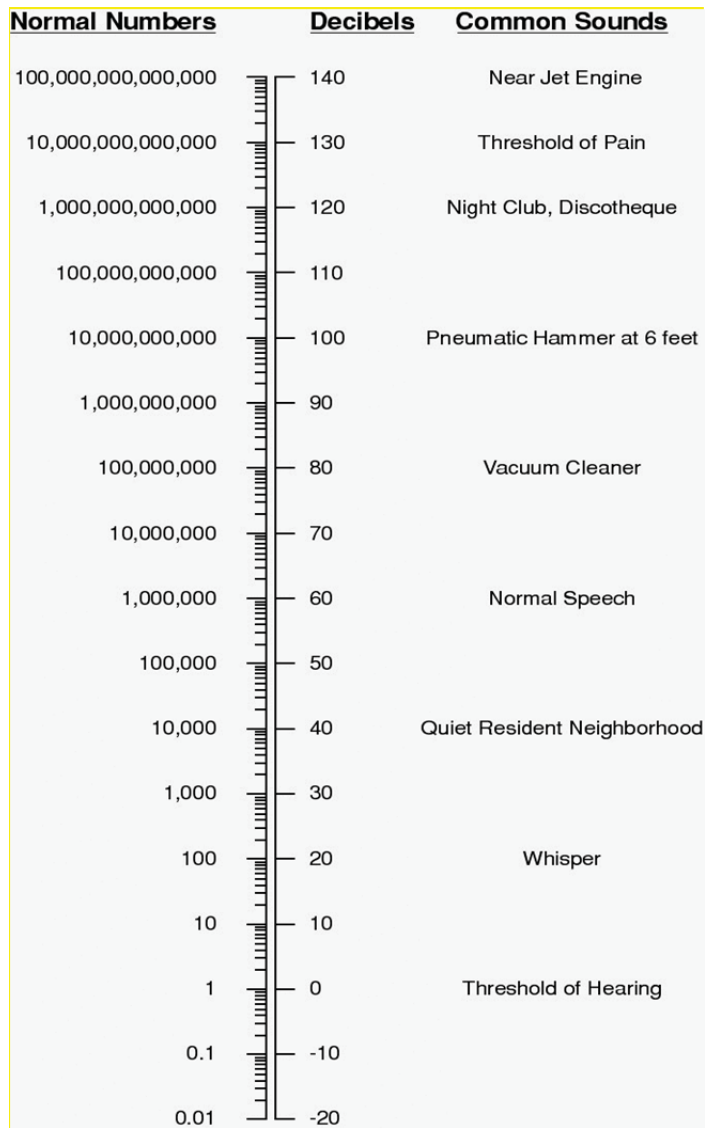 Normal Numbers Decibels Common Sounds
100,000,000,000,000 140 Near Jet Engine
10,000,000,000,000 130 Threshold of Pain
1,000,000,000,000 120 Night Club, Discotheque
100,000,000,000 110
10,000,000,000 100 Pneumatic Hammer at 6 feet
1,000,000,000 90
100,000,000 80 Vacuum Cleaner
10,000,000 70
1,000,000 60 Normal Speech
100,000 50
10,000 40 Quiet Resident Neighborhood
1,000 30
100 20 Whisper
10 10
1 0 Threshold of Hearing
0.1 -10
0.01 -20